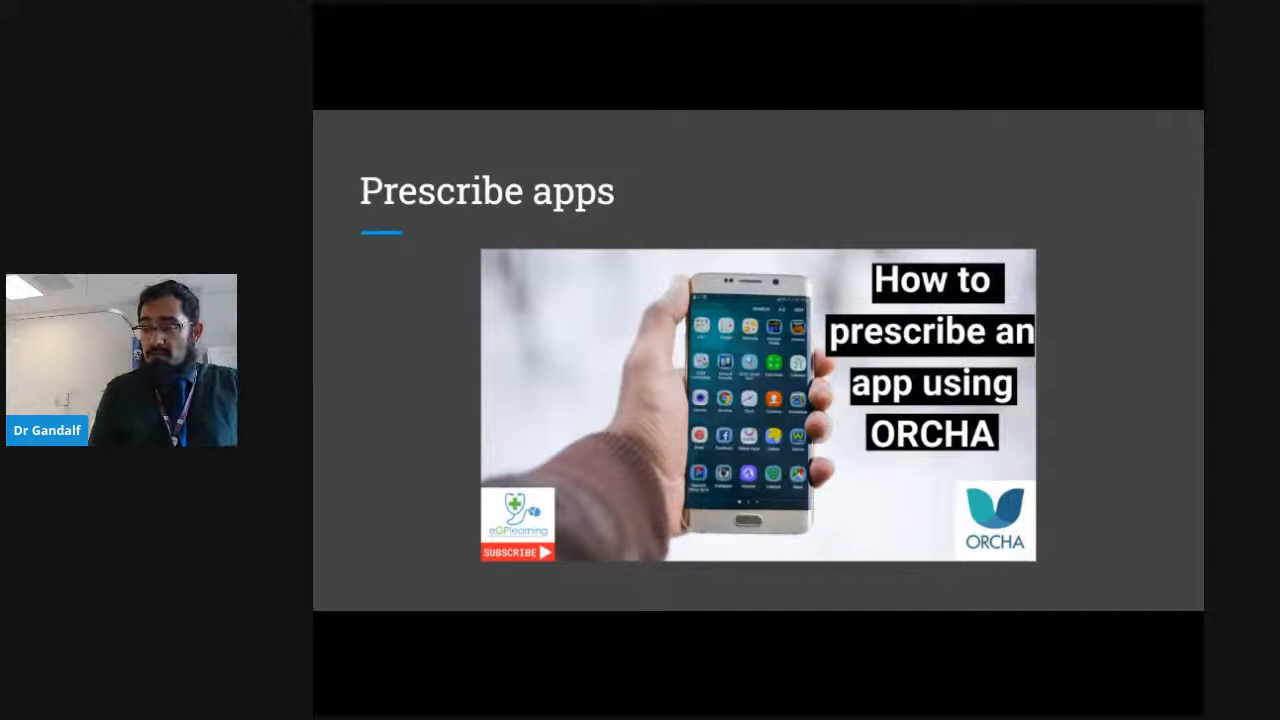 Prescribe apps
How to
prescribe an
app using
ORCHA
eGPlearning
SUBSCRIBE
ORCHA
Dr Gandalf